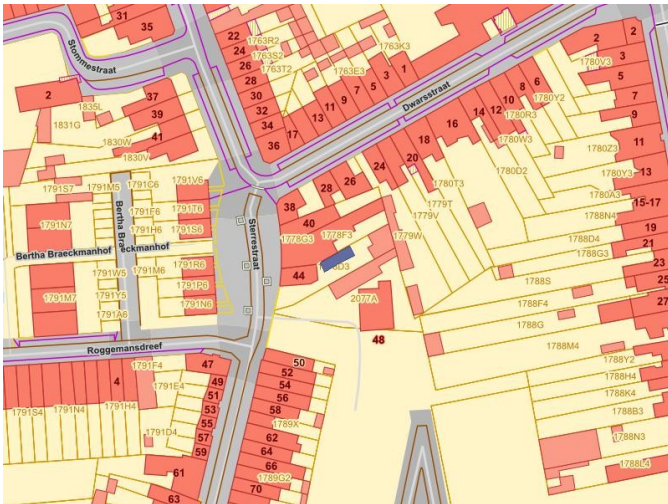 31
35
Stommestraat
22
24
26
28
30
32
34
36
1763R2
1763S2
1763T2
1763E3
1763K3
17
13
11
9
7
5
3
1
Dwarsstraat
2
2
3
5
7
9
11
13
15-17
19
21
23
25
27
1780V3
6
8
10
12
14
16
18
20
24
26
28
1780Y2
1780R3
1780W3
1780D2
1780Z3
1780Y3
1780A3
1788N4
1788D4
1788G3
1780T3
1779T
1779V
1779W
2
1835L
1831G
37
39
41
1830W
1830V
1791S7
1791M5
1791C6
1791V6
1791F6
1791T6
1791H6
1791S6
1791N7
Bertha Braeckmanhof
Bertha Braeckmanhof
1791W5
1791M6
1791R6
1791Y5
1791P6
1791M7
1791A6
1791N6
Sterrestraat
38
40
1778G3
1778F3
44
2077A
48
1788S
1788F4
1788G
1788M4
1788Y2
1788H4
1788K4
1788B3
1788N3
1788L4
Roggemansdreef
47
1791F4
4
1791E4
49
51
53
55
57
59
1791S4
1791N4
1791H4
1791D4
61
63
50
52
54
56
58
1789X
62
64
66
1789G2
70